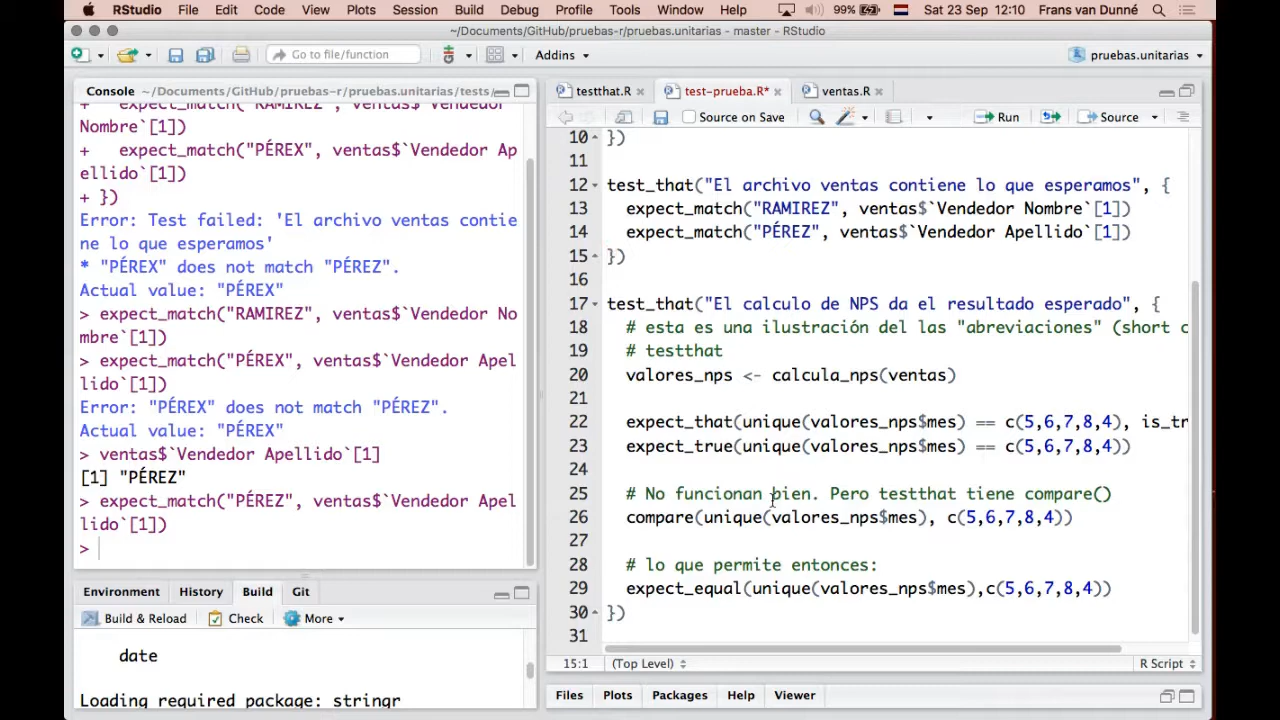 RStudio File Edit Code View Plots Session Build Debug Profile Tools Window Help 99% Sat 23 Sep 12:10 Frans van Dunné
~/Documents/GitHub/pruebas-r/pruebas.unitarias - master - RStudio
Go to file/function Addins pruebas.unitarias
Console ~/Documents/GitHub/pruebas-r/pruebas.unitarias/tests/
+ expect_match("RAMIREZ", ventas$`Vendedor
Nombre`[1])
+ expect_match("PÉREX", ventas$`Vendedor Ap
ellido`[1])
+ })
Error: Test failed: 'El archivo ventas contie
ne lo que esperamos'
* "PÉREX" does not match "PÉREZ".
Actual value: "PÉREX"
> expect_match("RAMIREZ", ventas$`Vendedor No
mbre`[1])
> expect_match("PÉREX", ventas$`Vendedor Apel
lido`[1])
Error: "PÉREX" does not match "PÉREZ".
Actual value: "PÉREX"
> ventas$`Vendedor Apellido`[1]
[1] "PÉREZ"
> expect_match("PÉREZ", ventas$`Vendedor Apel
lido`[1])
>
Environment History Build Git
Build & Reload Check More
date
Loading required package: stringr
testthat.R test-prueba.R* ventas.R
Source on Save Run Source
10 })
11
12 test_that("El archivo ventas contiene lo que esperamos", {
13 expect_match("RAMIREZ", ventas$`Vendedor Nombre`[1])
14 expect_match("PÉREZ", ventas$`Vendedor Apellido`[1])
15 })
16
17 test_that("El calculo de NPS da el resultado esperado", {
18 # esta es una ilustración del las "abreviaciones" (short c
19 # testthat
20 valores_nps <- calcula_nps(ventas)
21
22 expect_that(unique(valores_nps$mes) == c(5,6,7,8,4), is_tr
23 expect_true(unique(valores_nps$mes) == c(5,6,7,8,4))
24
25 # No funcionan bien. Pero testthat tiene compare()
26 compare(unique(valores_nps$mes), c(5,6,7,8,4))
27
28 # lo que permite entonces:
29 expect_equal(unique(valores_nps$mes),c(5,6,7,8,4))
30 })
31
15:1 (Top Level) R Script
Files Plots Packages Help Viewer